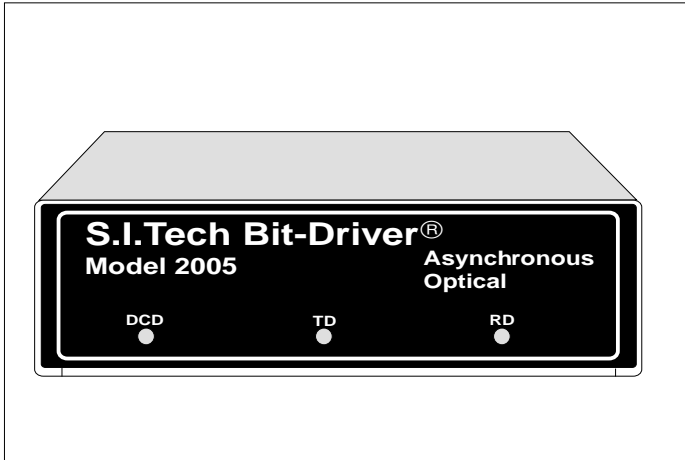 S.I.Tech Bit-Driver®
Model 2005
Asynchronous
Optical
DCD TD RD